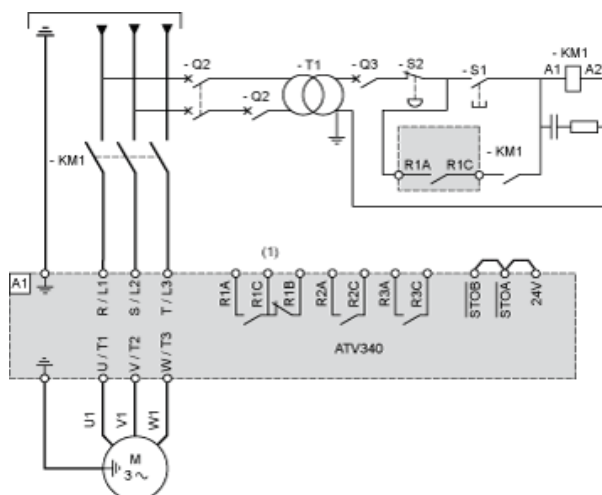 - Q2
- T1
- Q3
- S2
- S1
- KM1
A1
A2
- Q2
- KM1
R1A
R1C
- KM1
(1)
A1
R / L1
S / L2
T / L3
R1A
R1C
R1B
R2A
R2C
R3A
R3C
STOB
STOA
24V
U / T1
V / T2
W / T3
ATV340
U1
V1
W1
M
3 ~